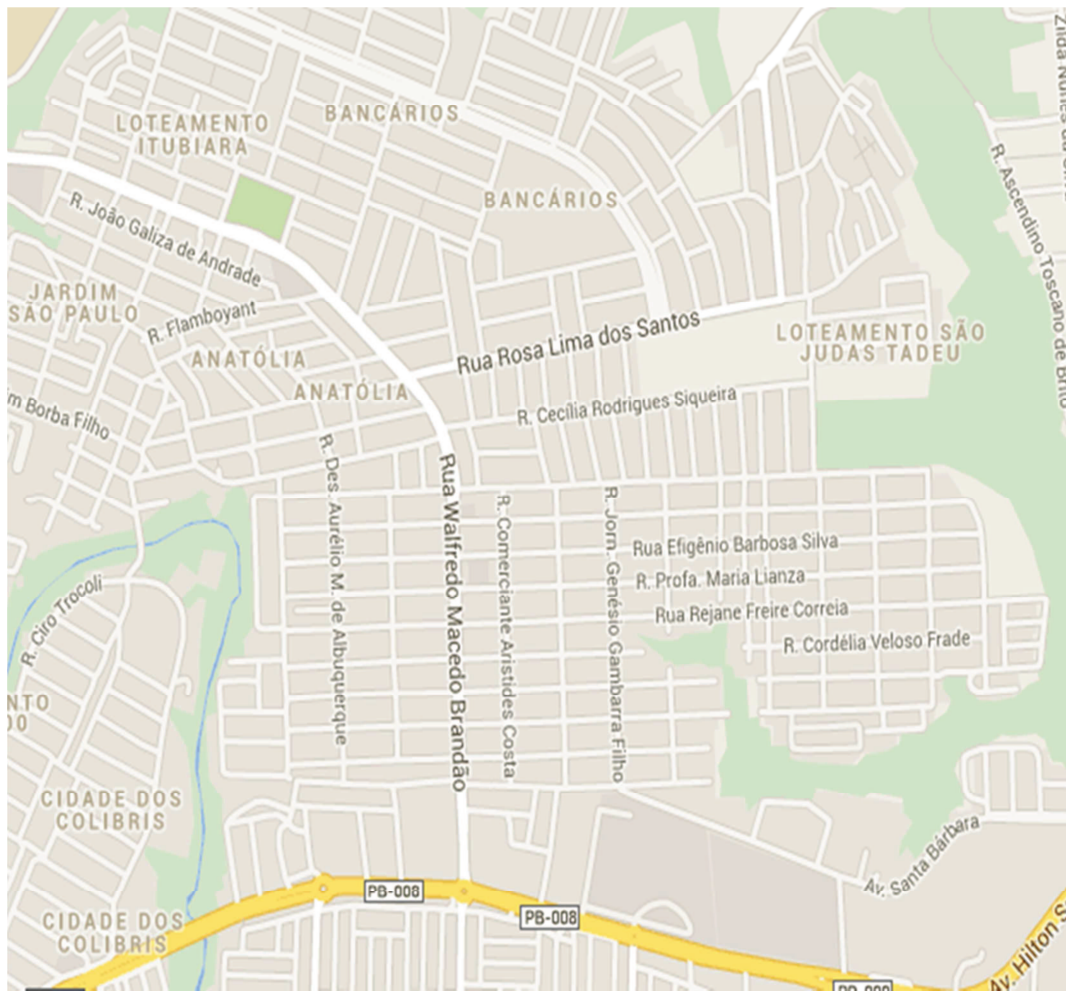 LOTEAMENTO
ITUBIARA
BANCÁRIOS
BANCÁRIOS
R. João Galiza de Andrade
JARDIM
SÃO PAULO
R. Flamboyant
ANATÓLIA
ANATÓLIA
Rua Rosa Lima dos Santos
LOTEAMENTO SÃO
JUDAS TADEU
R. Ascendino Toscano de Brito
Borba Filho
R. Cecília Rodrigues Siqueira
R. Des. Aurélio M. de Albuquerque
Rua Walfredo Macedo Brandão
R. Comerciante Aristides Costa
R. Jorn. Genésio Gambarra Filho
Rua Efigênio Barbosa Silva
R. Profa. Maria Lianza
Rua Rejane Freire Correia
R. Cordélia Veloso Frade
R. Ciro Trocoli
CIDADE DOS
COLIBRIS
Av. Santa Bárbara
PB-008
PB-008
CIDADE DOS
COLIBRIS
Av. Hilton